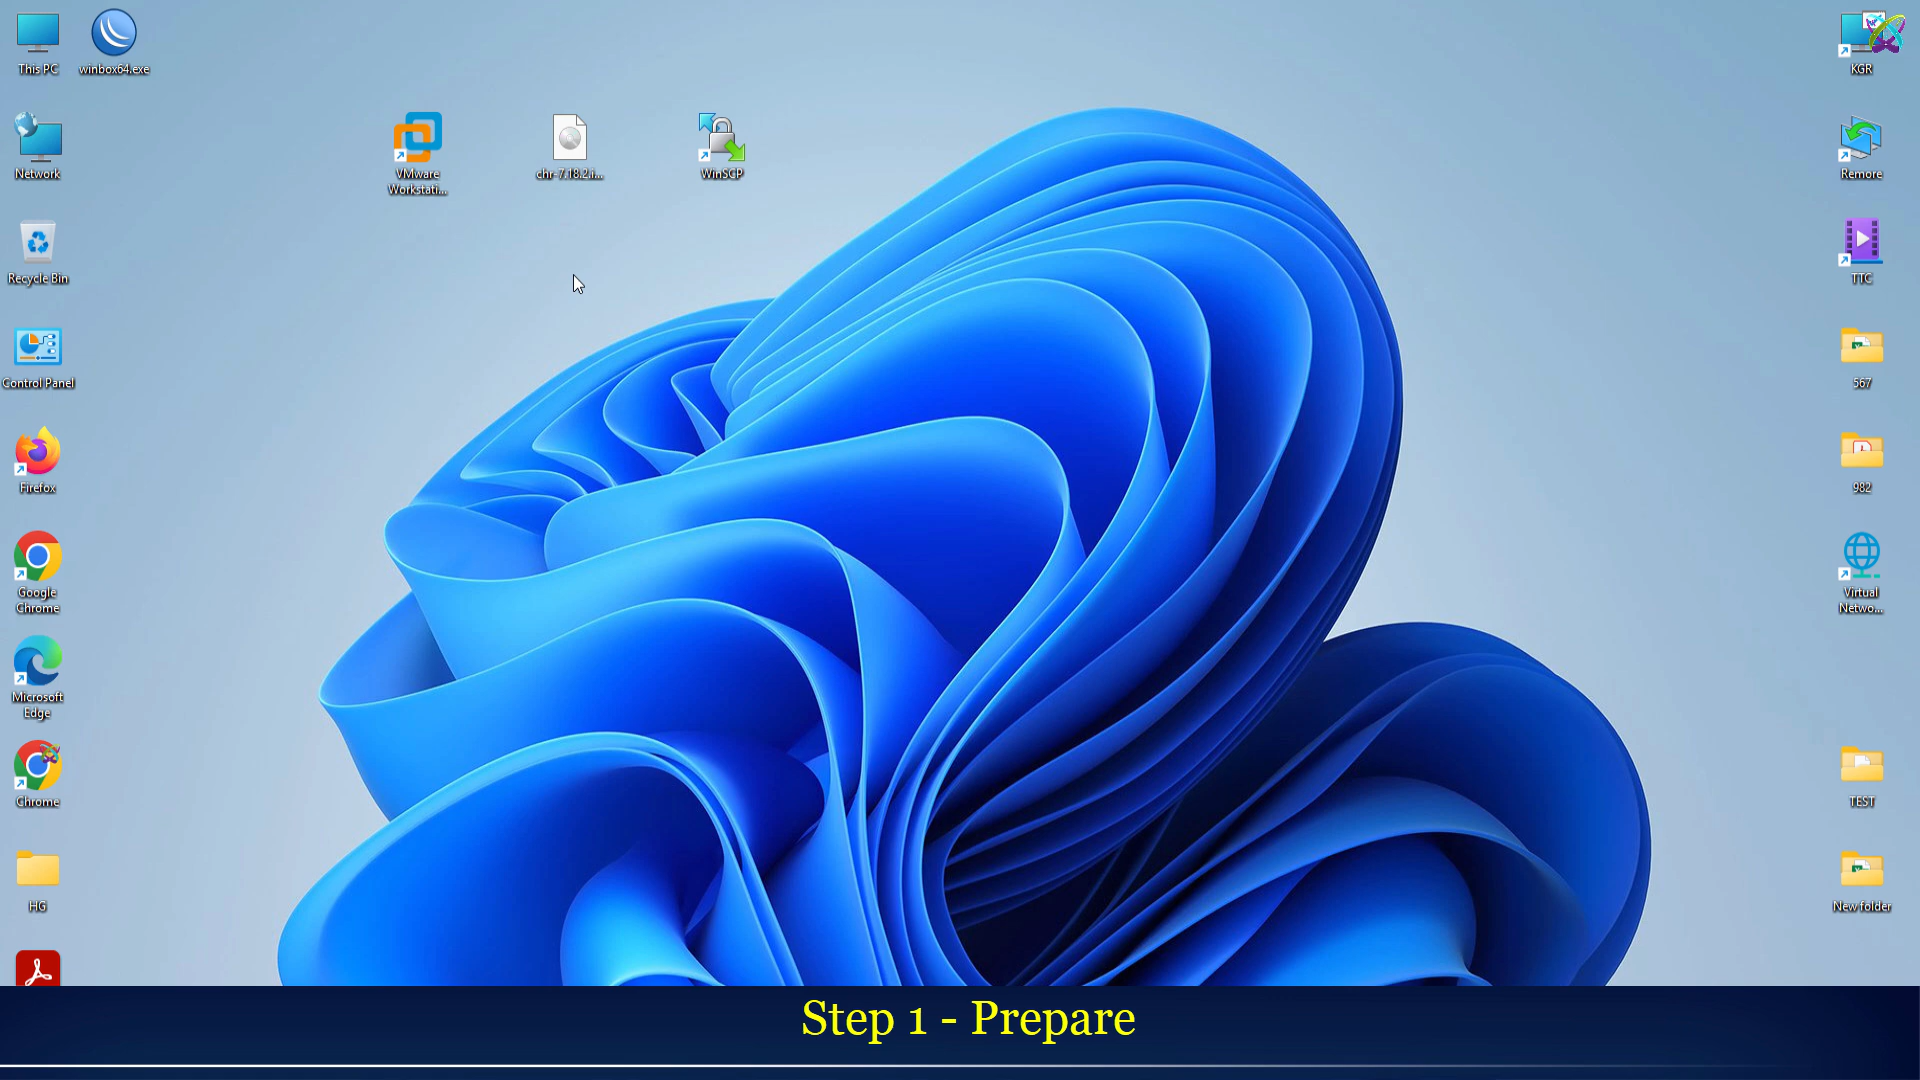 This PC
winbox64.exe
KGR
VMware
Workstati...
chr-7.18.2.i...
WinSCP
Network
Remore
Recycle Bin
TTC
Control Panel
567
Firefox
982
Google
Chrome
Virtual
Netwo...
Microsoft
Edge
Chrome
TEST
HG
New folder
Step 1 - Prepare